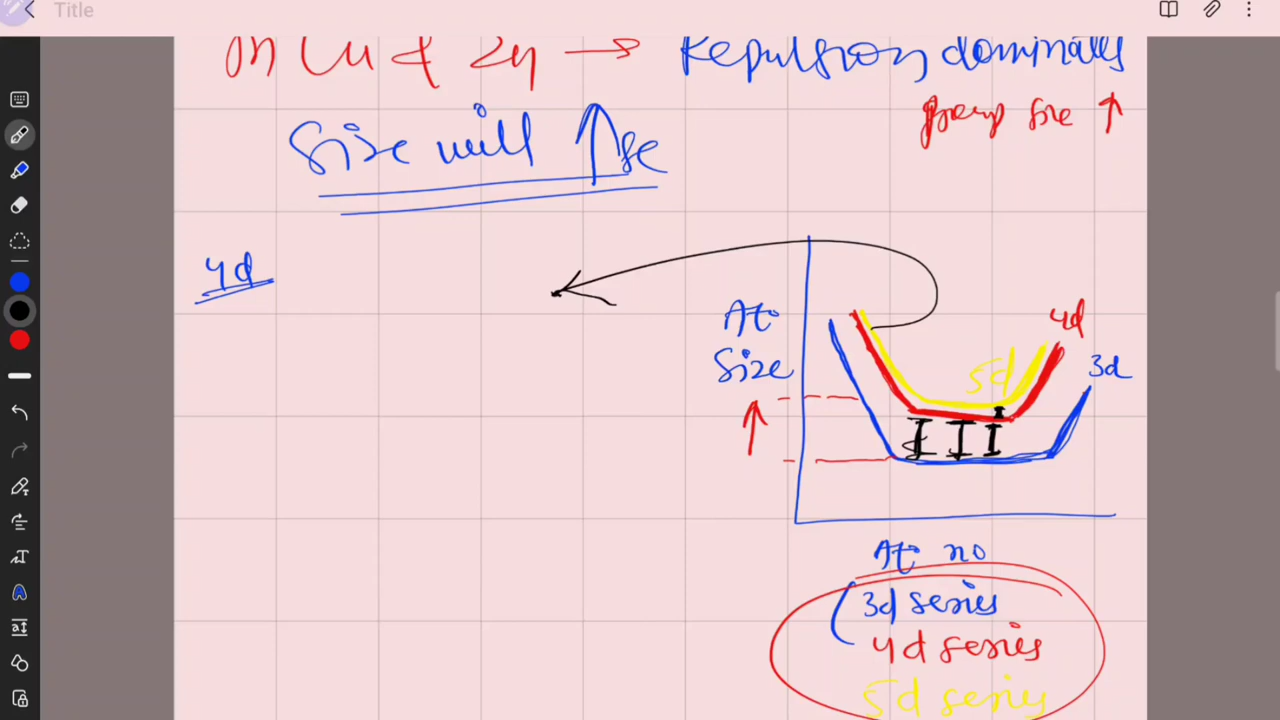 Title
In Cu & Zn → Repulsion dominates
Size will ↑se
size ↑
4d
At.
Size
↑
5d
4d
3d
At. no
3d series
4d series
5d series